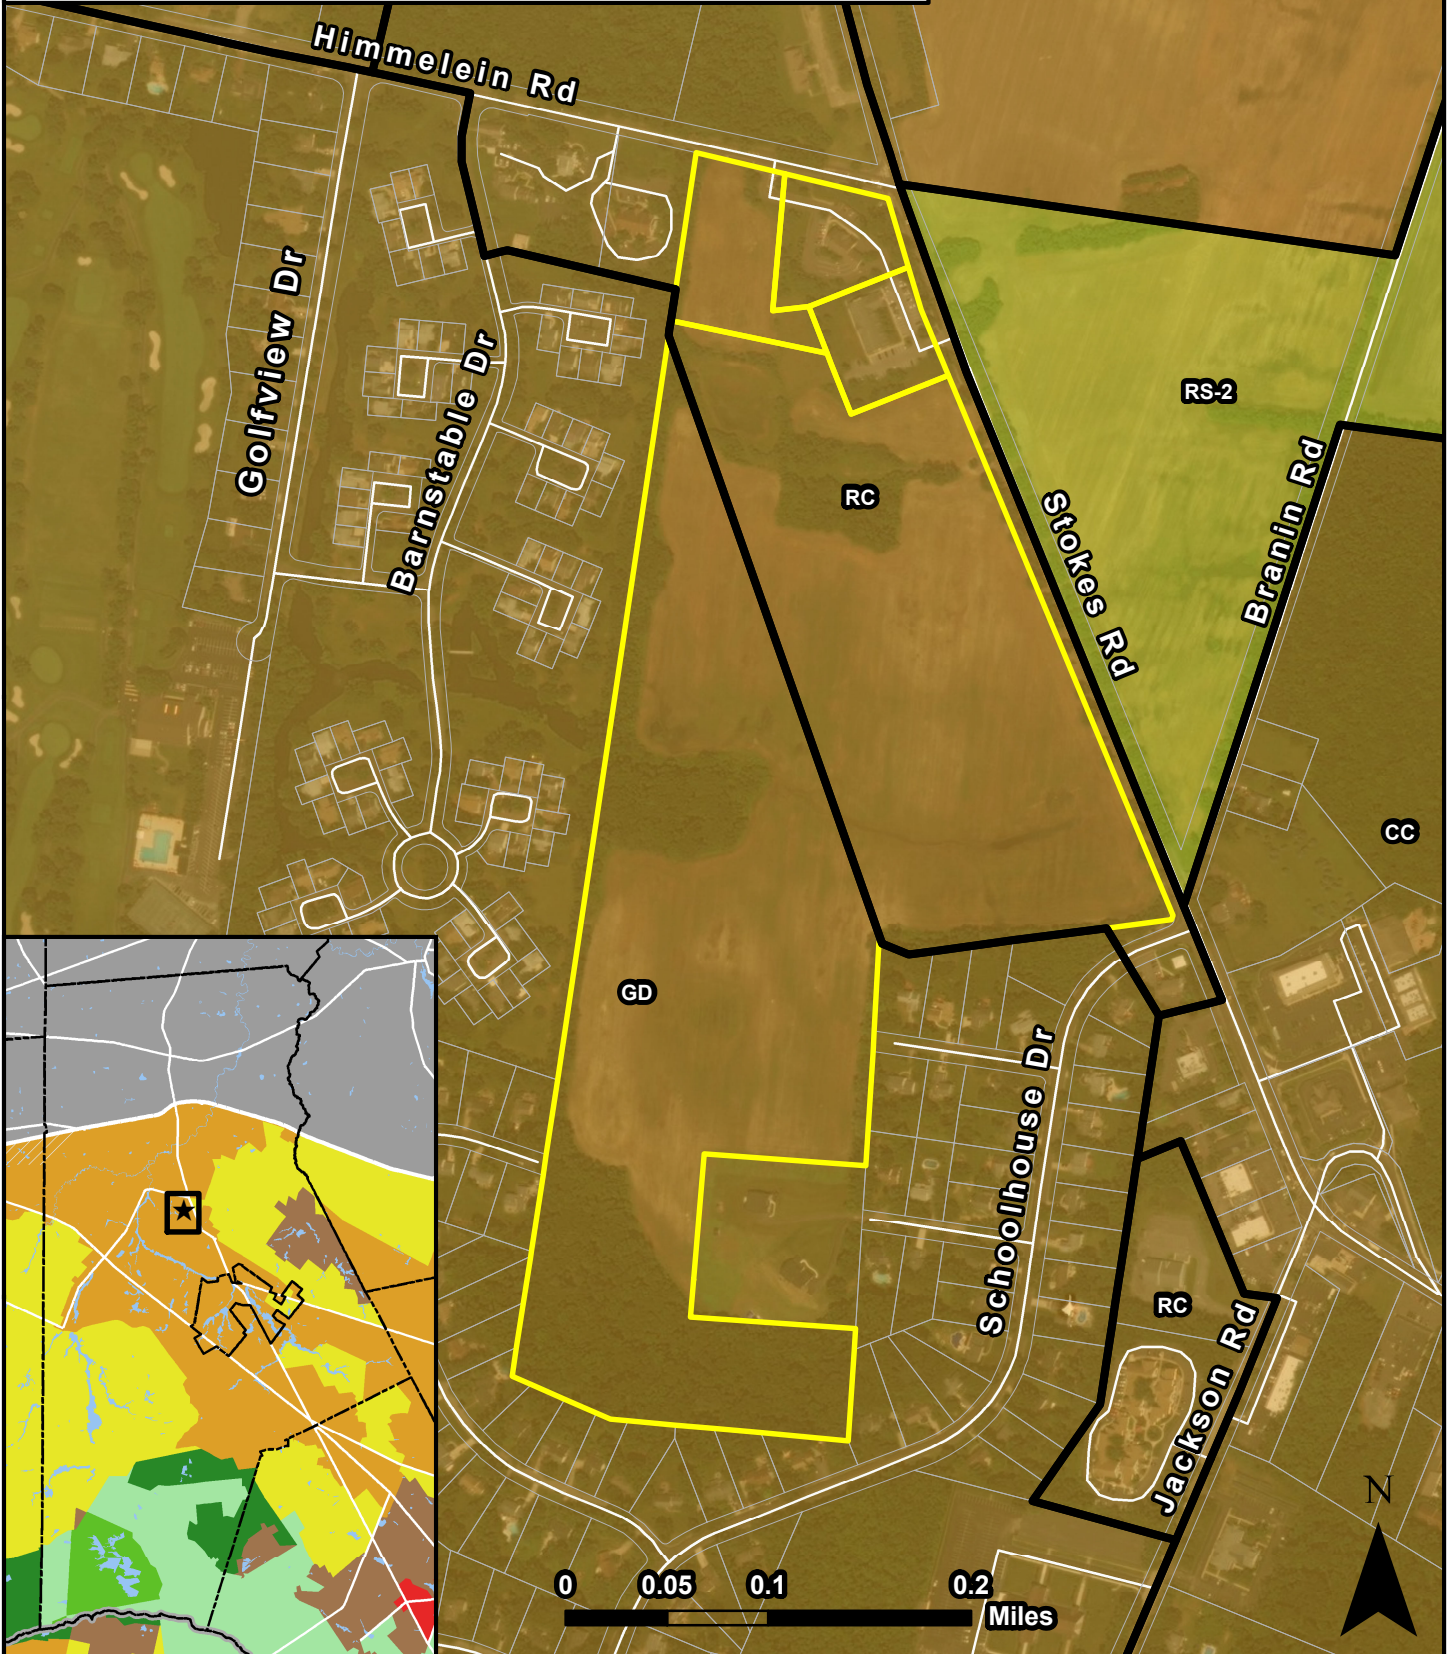 Himmelein Rd
Golfview Dr
Barnstable Dr
RS-2
RC
Stokes Rd
Branin Rd
CC
GD
Schoolhouse Dr
RC
Jackson Rd
N
0 0.05 0.1 0.2
Miles